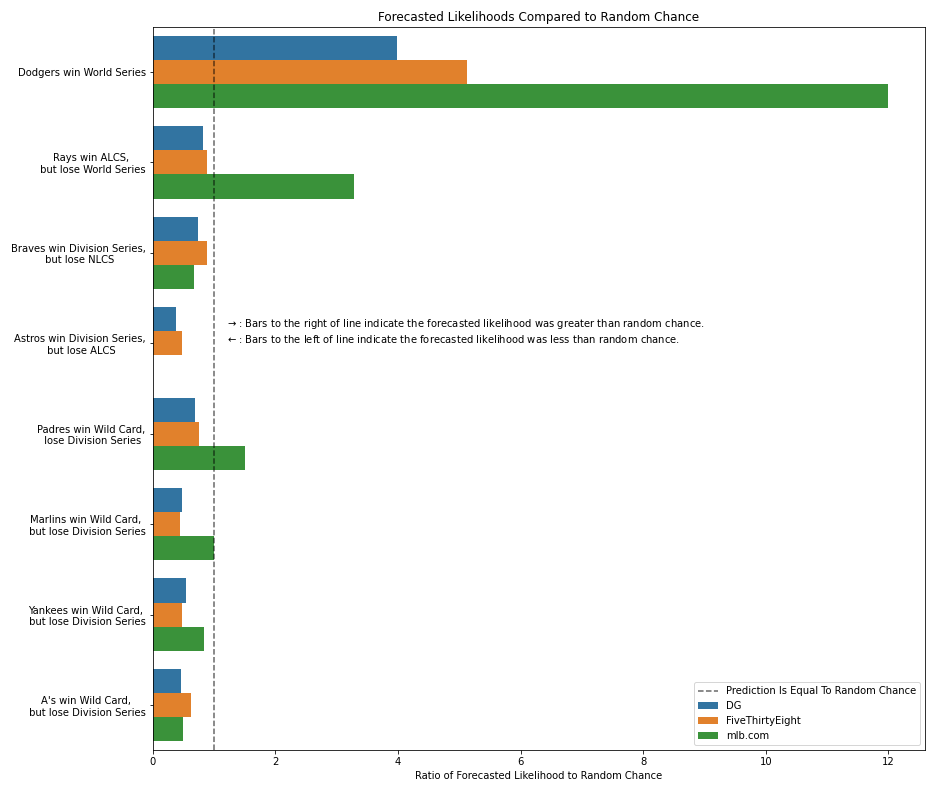 Forecasted Likelihoods Compared to Random Chance
Dodgers win World Series
Rays win ALCS,
but lose World Series
Braves win Division Series,
but lose NLCS
Astros win Division Series,
but lose ALCS
→ : Bars to the right of line indicate the forecasted likelihood was greater than random chance.
← : Bars to the left of line indicate the forecasted likelihood was less than random chance.
Padres win Wild Card,
lose Division Series
Marlins win Wild Card,
but lose Division Series
Yankees win Wild Card,
but lose Division Series
A's win Wild Card,
but lose Division Series
Prediction Is Equal To Random Chance
DG
FiveThirtyEight
mlb.com
0 2 4 6 8 10 12
Ratio of Forecasted Likelihood to Random Chance